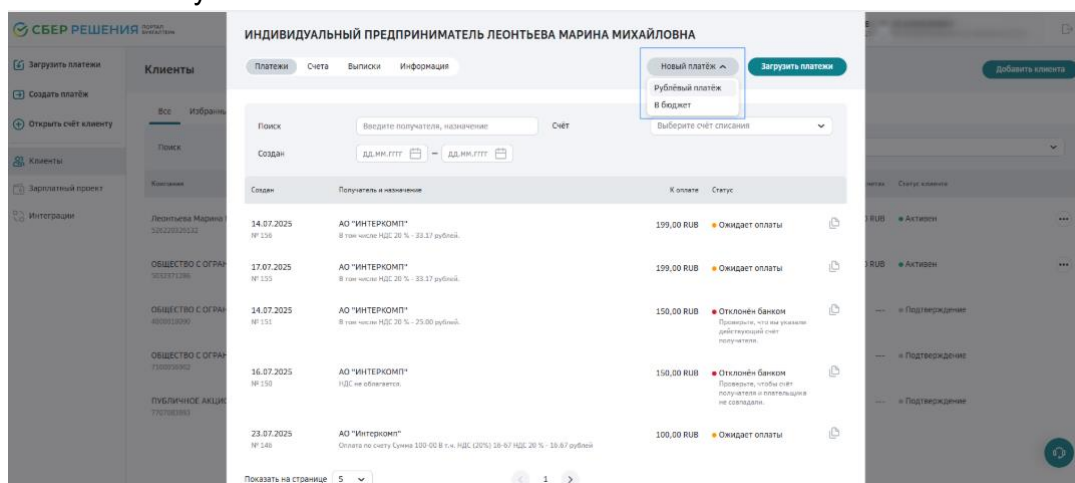 СБЕР РЕШЕНИЯ ПОРТАЛ БУХГАЛТЕРА
Загрузить платежи
Создать платёж
Открыть счёт клиенту
Клиенты
Зарплатный проект
Интеграции
Клиенты
Добавить клиента
Все Избранны
Поиск
Компания
Статус клиента
Леонтьева Марина
RUB Активен
ОБЩЕСТВО С ОГРАН
RUB Активен
ОБЩЕСТВО С ОГРАН
--- Подтверждение
ОБЩЕСТВО С ОГРАН
--- Подтверждение
ПУБЛИЧНОЕ АКЦИО
--- Подтверждение
ИНДИВИДУАЛЬНЫЙ ПРЕДПРИНИМАТЕЛЬ ЛЕОНТЬЕВА МАРИНА МИХАЙЛОВНА
Платежи Счета Выписки Информация
Новый платёж Загрузить платежи
Рублёвый платёж
В бюджет
Поиск Введите получателя, назначение Счёт Выберите счёт списания
Создан дд.мм.гггг – дд.мм.гггг
Создан Получатель и назначение К оплате Статус
14.07.2025 АО "ИНТЕРКОМП" 199,00 RUB Ожидает оплаты
№ 156 В том числе НДС 20 % - 33.17 рублей.
17.07.2025 АО "ИНТЕРКОМП" 199,00 RUB Ожидает оплаты
№ 155 В том числе НДС 20 % - 33.17 рублей.
14.07.2025 АО "ИНТЕРКОМП" 150,00 RUB Отклонён банком
№ 151 В том числе НДС 20 % - 25.00 рублей. Проверьте, что вы указали
действующий счёт
получателя.
16.07.2025 АО "ИНТЕРКОМП" 150,00 RUB Отклонён банком
№ 150 НДС не облагается. Проверьте, чтобы счёт
получателя и плательщика
не совпадали.
23.07.2025 АО "Интеркомп" 100,00 RUB Ожидает оплаты
№ 146 Оплата по счету Сумма 100-00 В т.ч. НДС (20%) 16-67 НДС 20 % - 16.67 рублей
Показать на странице 5 1